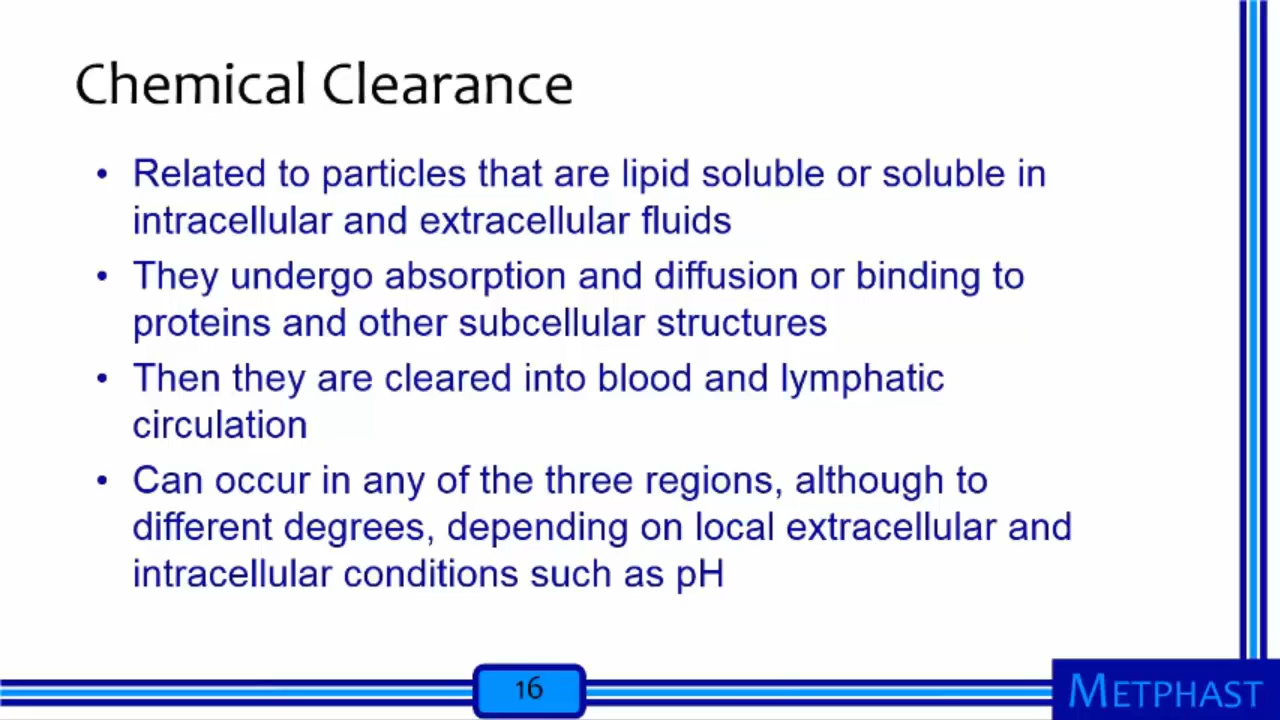 Chemical Clearance
• Related to particles that are lipid soluble or soluble in
intracellular and extracellular fluids
• They undergo absorption and diffusion or binding to
proteins and other subcellular structures
• Then they are cleared into blood and lymphatic
circulation
• Can occur in any of the three regions, although to
different degrees, depending on local extracellular and
intracellular conditions such as pH
16
METPHAST